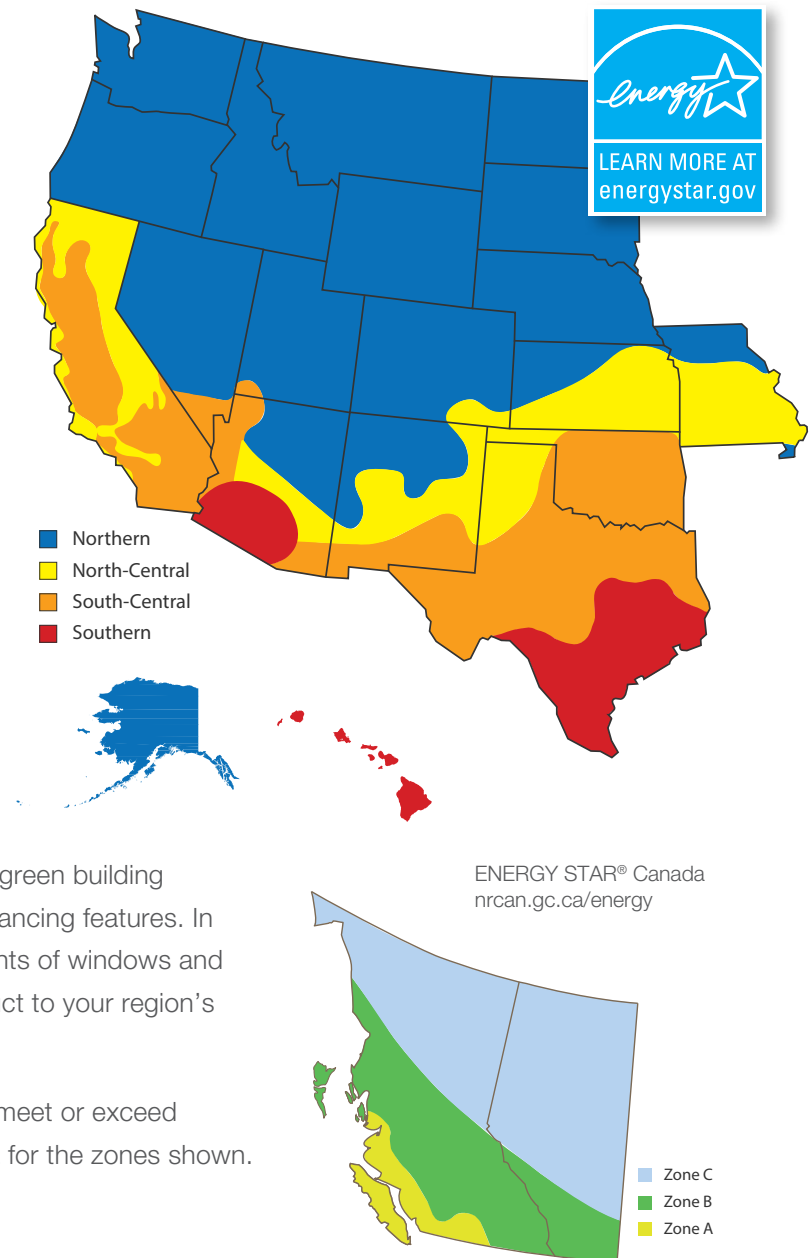 energy
LEARN MORE AT
energystar.gov
Northern
North-Central
South-Central
Southern
green building
ancing features. In
nts of windows and
ct to your region’s
meet or exceed
for the zones shown.
ENERGY STAR® Canada
nrcan.gc.ca/energy
Zone C
Zone B
Zone A